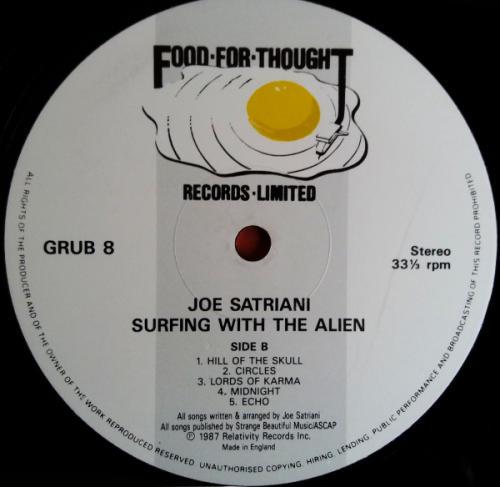 FOOD·FOR·THOUGHT
RECORDS·LIMITED
GRUB 8
Stereo
33⅓ rpm
JOE SATRIANI
SURFING WITH THE ALIEN
SIDE B
1. HILL OF THE SKULL
2. CIRCLES
3. LORDS OF KARMA
4. MIDNIGHT
5. ECHO
All songs written & arranged by Joe Satriani
All songs published by Strange Beautiful Music/ASCAP
℗ 1987 Relativity Records Inc.
Made in England
ALL RIGHTS OF THE PRODUCER AND OF THE OWNER OF THE WORK REPRODUCED RESERVED. UNAUTHORISED COPYING, HIRING, LENDING, PUBLIC PERFORMANCE AND BROADCASTING OF THIS RECORD PROHIBITED